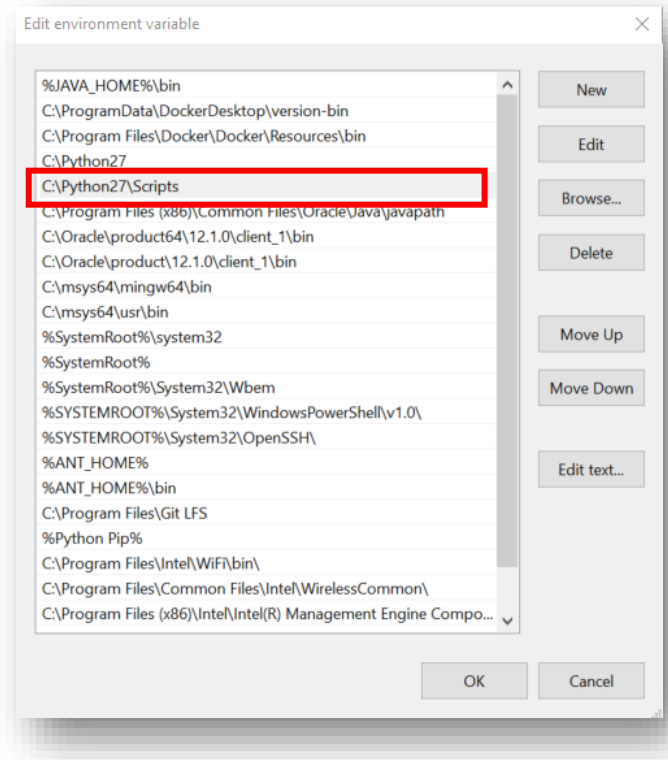 Edit environment variable
%JAVA_HOME%\bin
C:\ProgramData\DockerDesktop\version-bin
C:\Program Files\Docker\Docker\Resources\bin
C:\Python27
C:\Python27\Scripts
C:\Program Files (x86)\Common Files\Oracle\Java\javapath
C:\Oracle\product64\12.1.0\client_1\bin
C:\Oracle\product\12.1.0\client_1\bin
C:\msys64\mingw64\bin
C:\msys64\usr\bin
%SystemRoot%\system32
%SystemRoot%
%SystemRoot%\System32\Wbem
%SYSTEMROOT%\System32\WindowsPowerShell\v1.0\
%SYSTEMROOT%\System32\OpenSSH\
%ANT_HOME%
%ANT_HOME%\bin
C:\Program Files\Git LFS
%Python Pip%
C:\Program Files\Intel\WiFi\bin\
C:\Program Files\Common Files\Intel\WirelessCommon\
C:\Program Files (x86)\Intel\Intel(R) Management Engine Compo...
New
Edit
Browse...
Delete
Move Up
Move Down
Edit text...
OK
Cancel